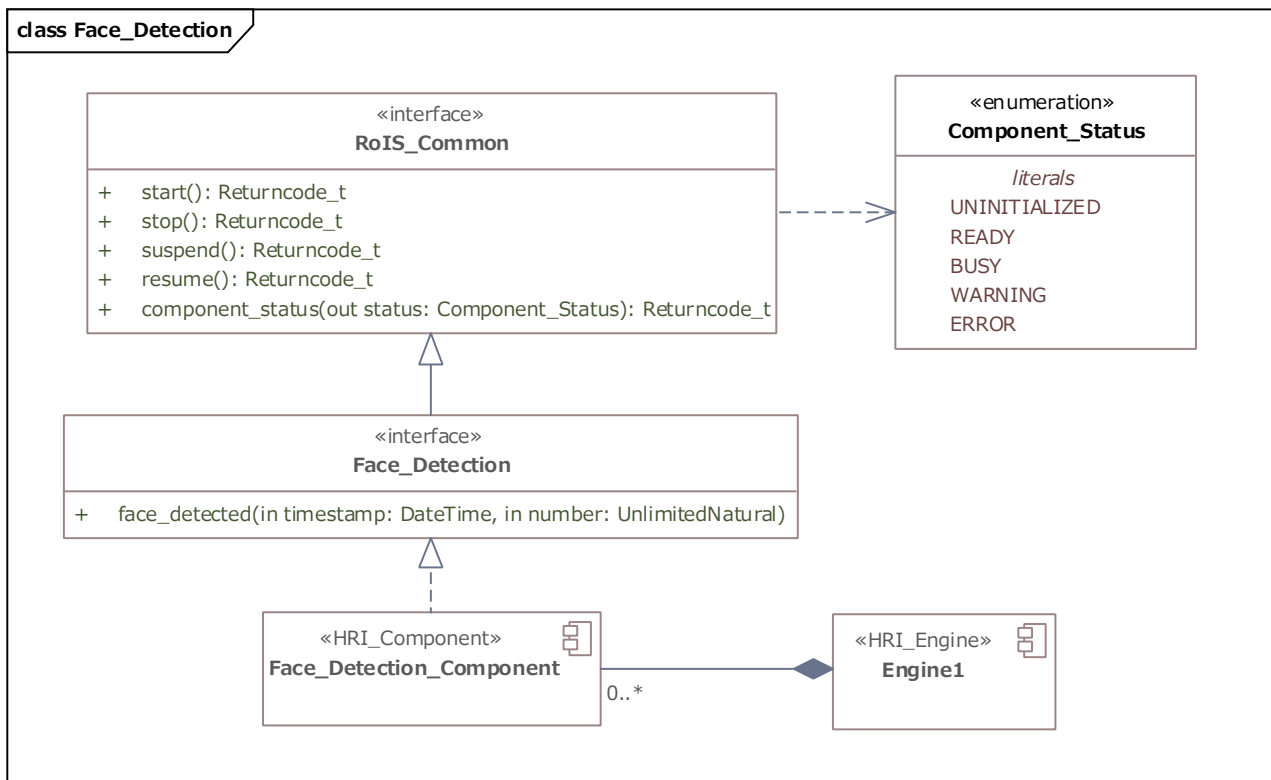 class Face_Detection
«interface»
RoIS_Common
+ start(): Returncode_t
+ stop(): Returncode_t
+ suspend(): Returncode_t
+ resume(): Returncode_t
+ component_status(out status: Component_Status): Returncode_t
«enumeration»
Component_Status
literals
UNINITIALIZED
READY
BUSY
WARNING
ERROR
«interface»
Face_Detection
+ face_detected(in timestamp: DateTime, in number: UnlimitedNatural)
«HRI_Component»
Face_Detection_Component
0..*
«HRI_Engine»
Engine1